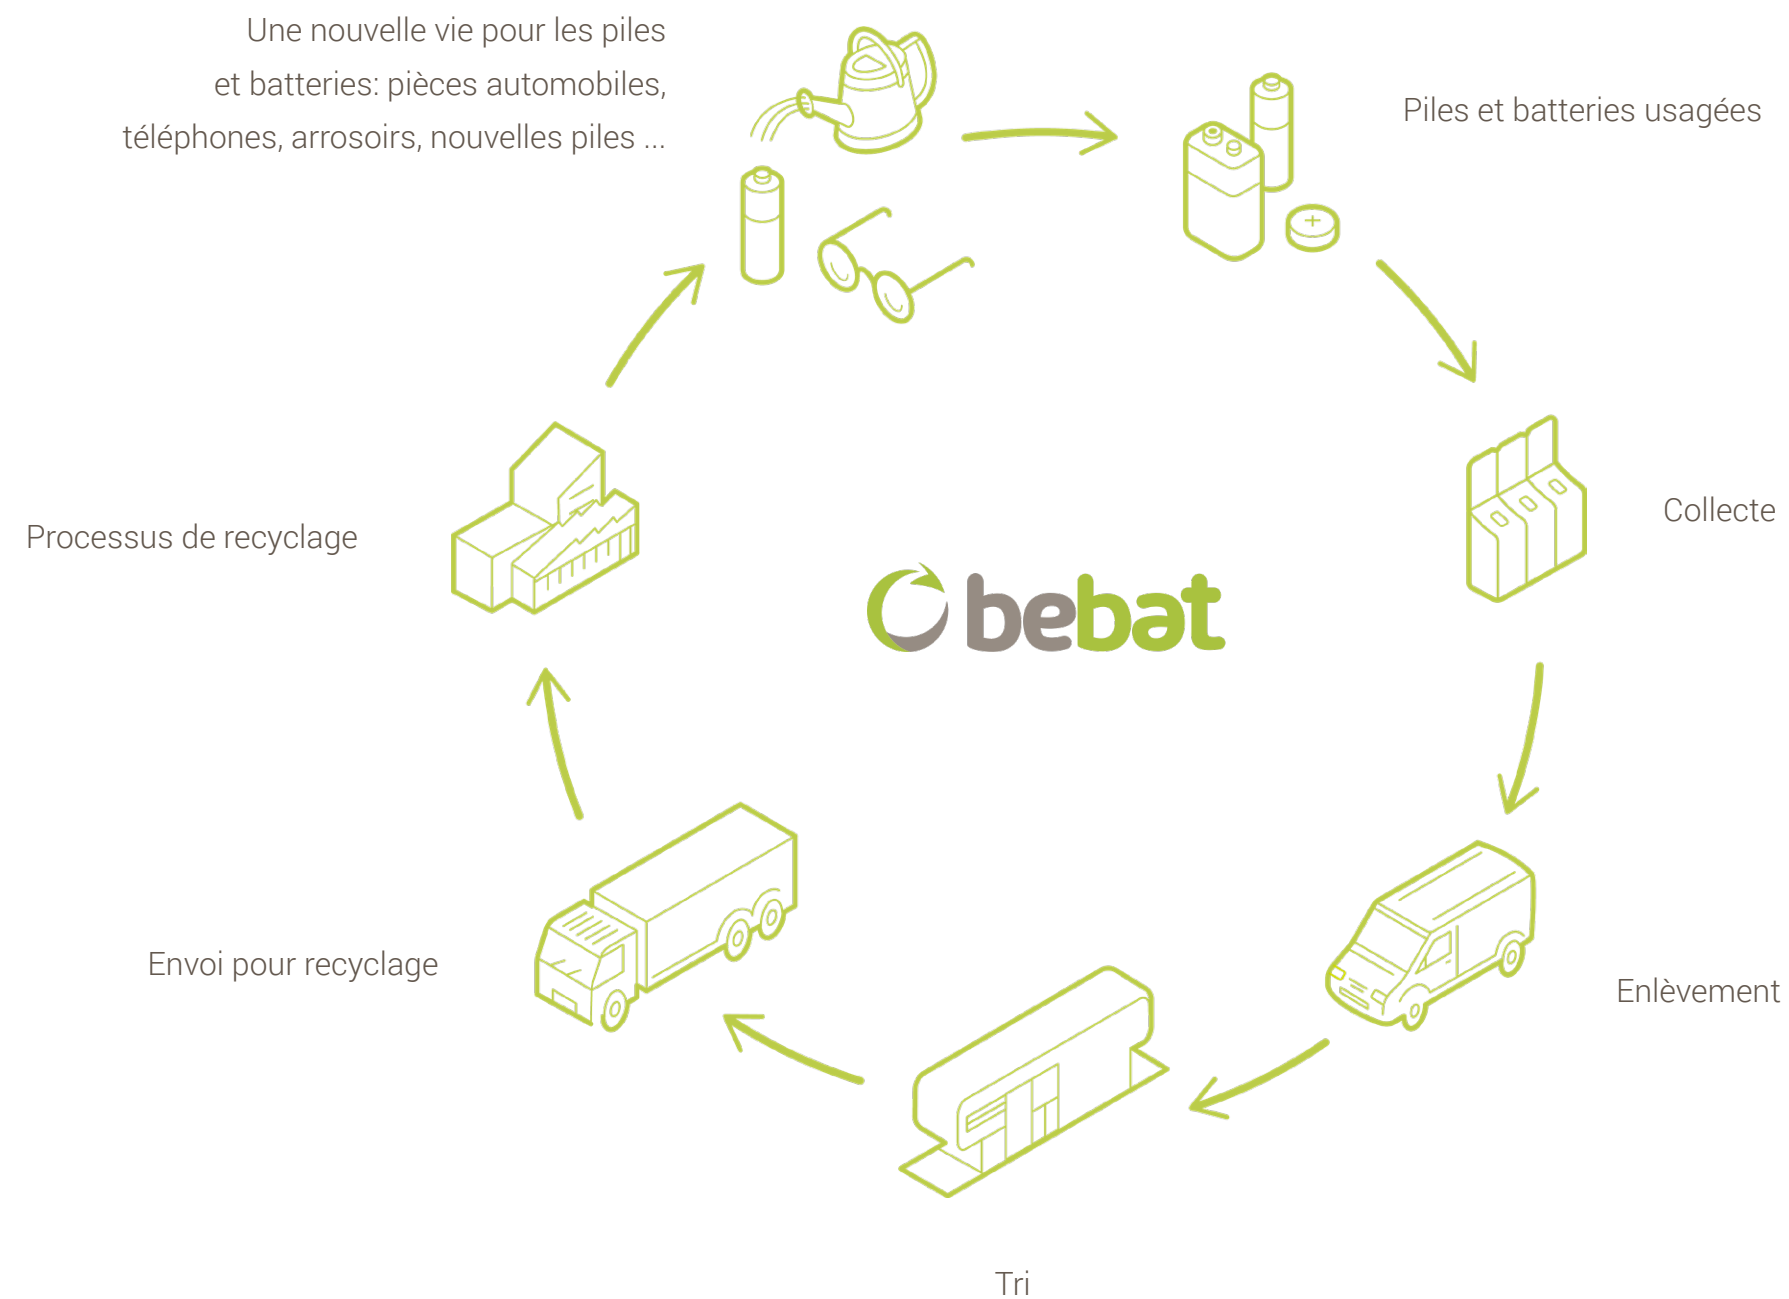 Une nouvelle vie pour les piles
et batteries: pièces automobiles,
téléphones, arrosoirs, nouvelles piles ...
Piles et batteries usagées
Collecte
Processus de recyclage
bebat
Envoi pour recyclage
Enlèvement
Tri